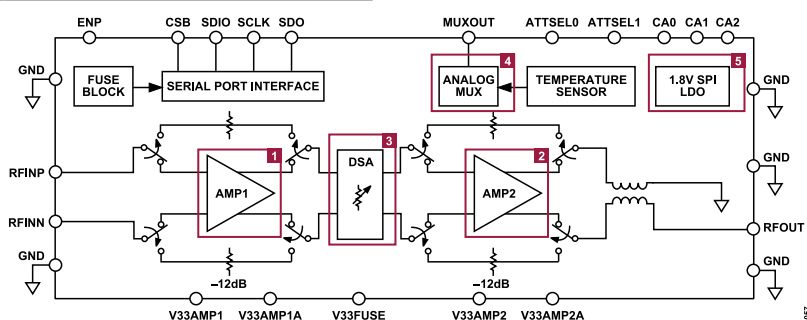 ENP CSB SDIO SCLK SDO MUXOUT ATTSEL0 ATTSEL1 CA0 CA1 CA2
GND
FUSE
BLOCK
SERIAL PORT INTERFACE
4
ANALOG
MUX
TEMPERATURE
SENSOR
5
1.8V SPI
LDO
GND
RFINP
1
AMP1
3
DSA
2
AMP2
GND
RFINN
RFOUT
GND
–12dB
–12dB
GND
V33AMP1 V33AMP1A V33FUSE V33AMP2 V33AMP2A